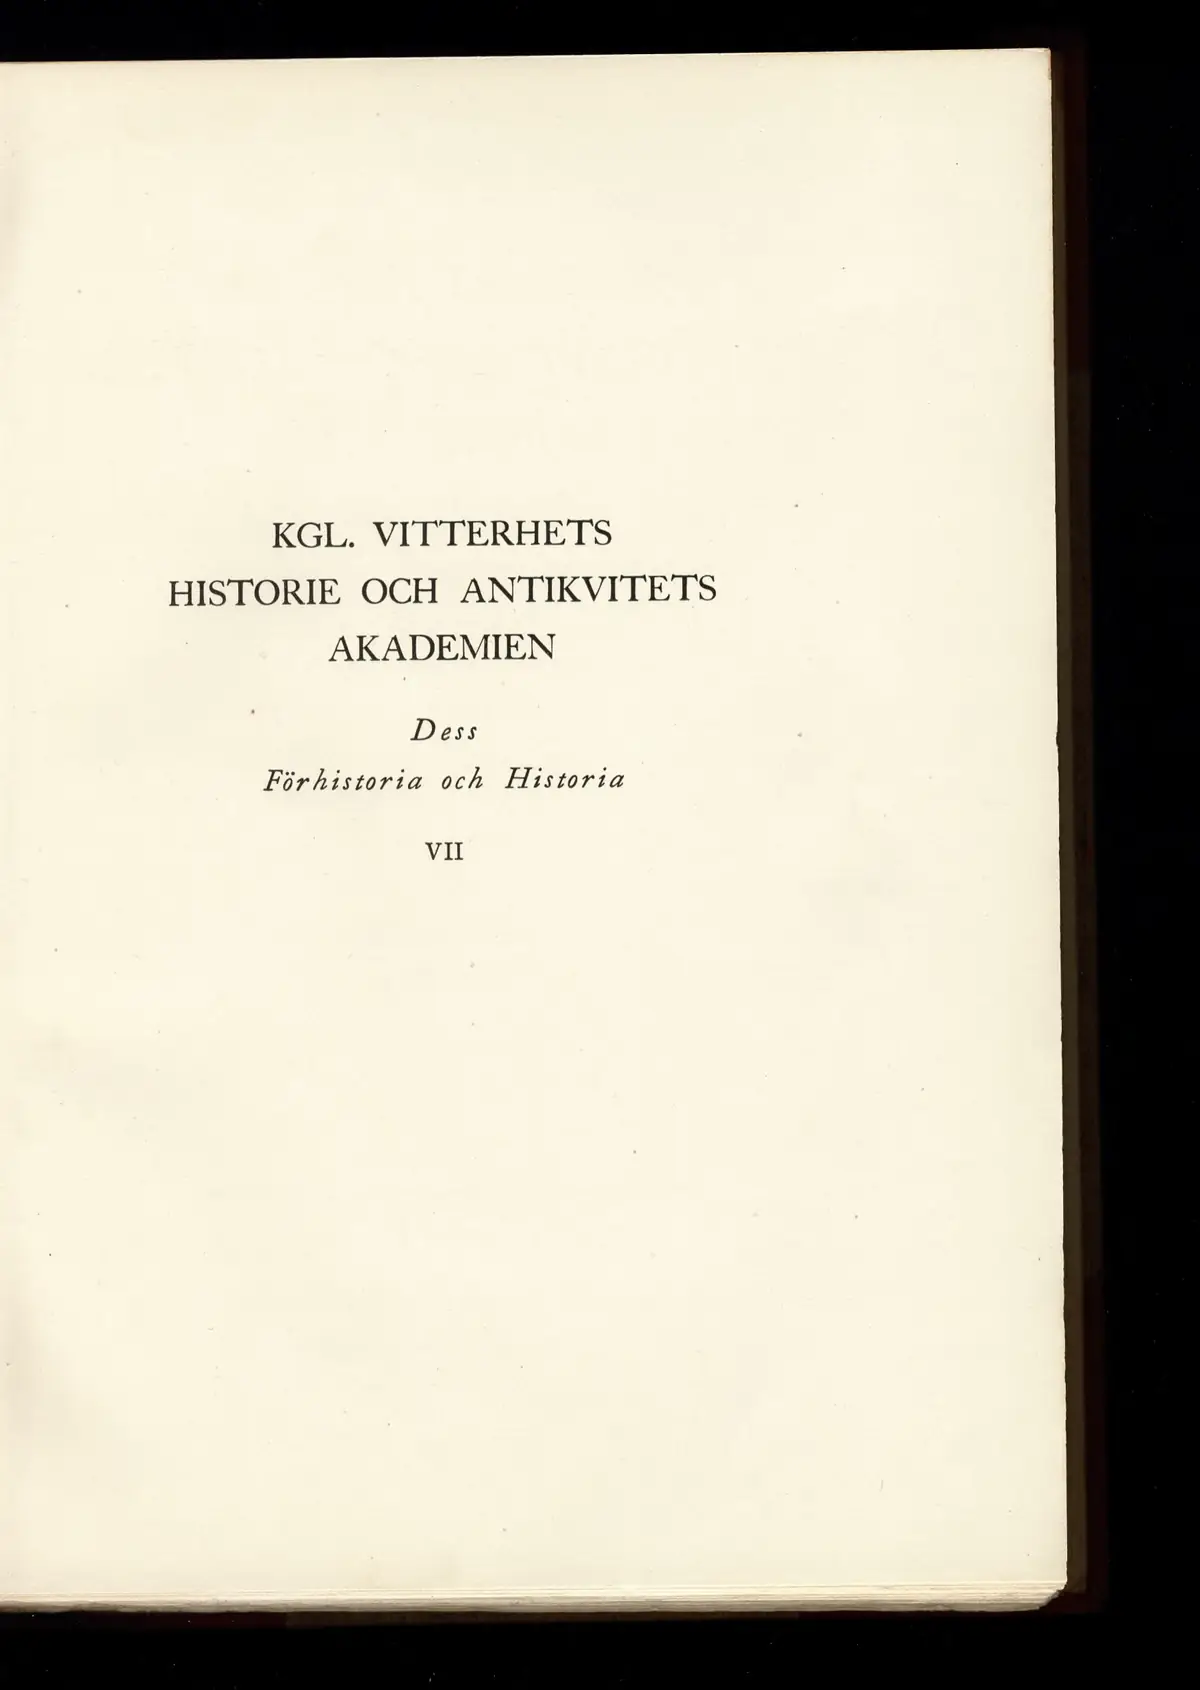 KGL. VITTERHETS
HISTORIE OCH ANTIKVITETS
AKADEMIEN
Dess
Förhistoria och Historia
VII